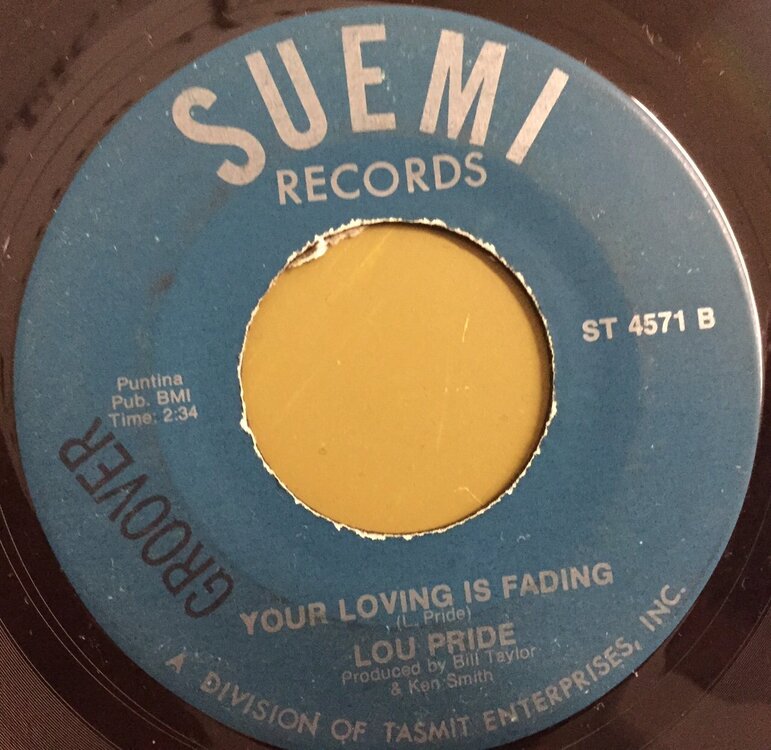 SUEMI
RECORDS
ST 4571 B
Puntina
Pub. BMI
Time: 2:34
GROOVER
YOUR LOVING IS FADING
(L. Pride)
LOU PRIDE
Produced by Bill Taylor
& Ken Smith
A DIVISION OF TASMIT ENTERPRISES, INC.